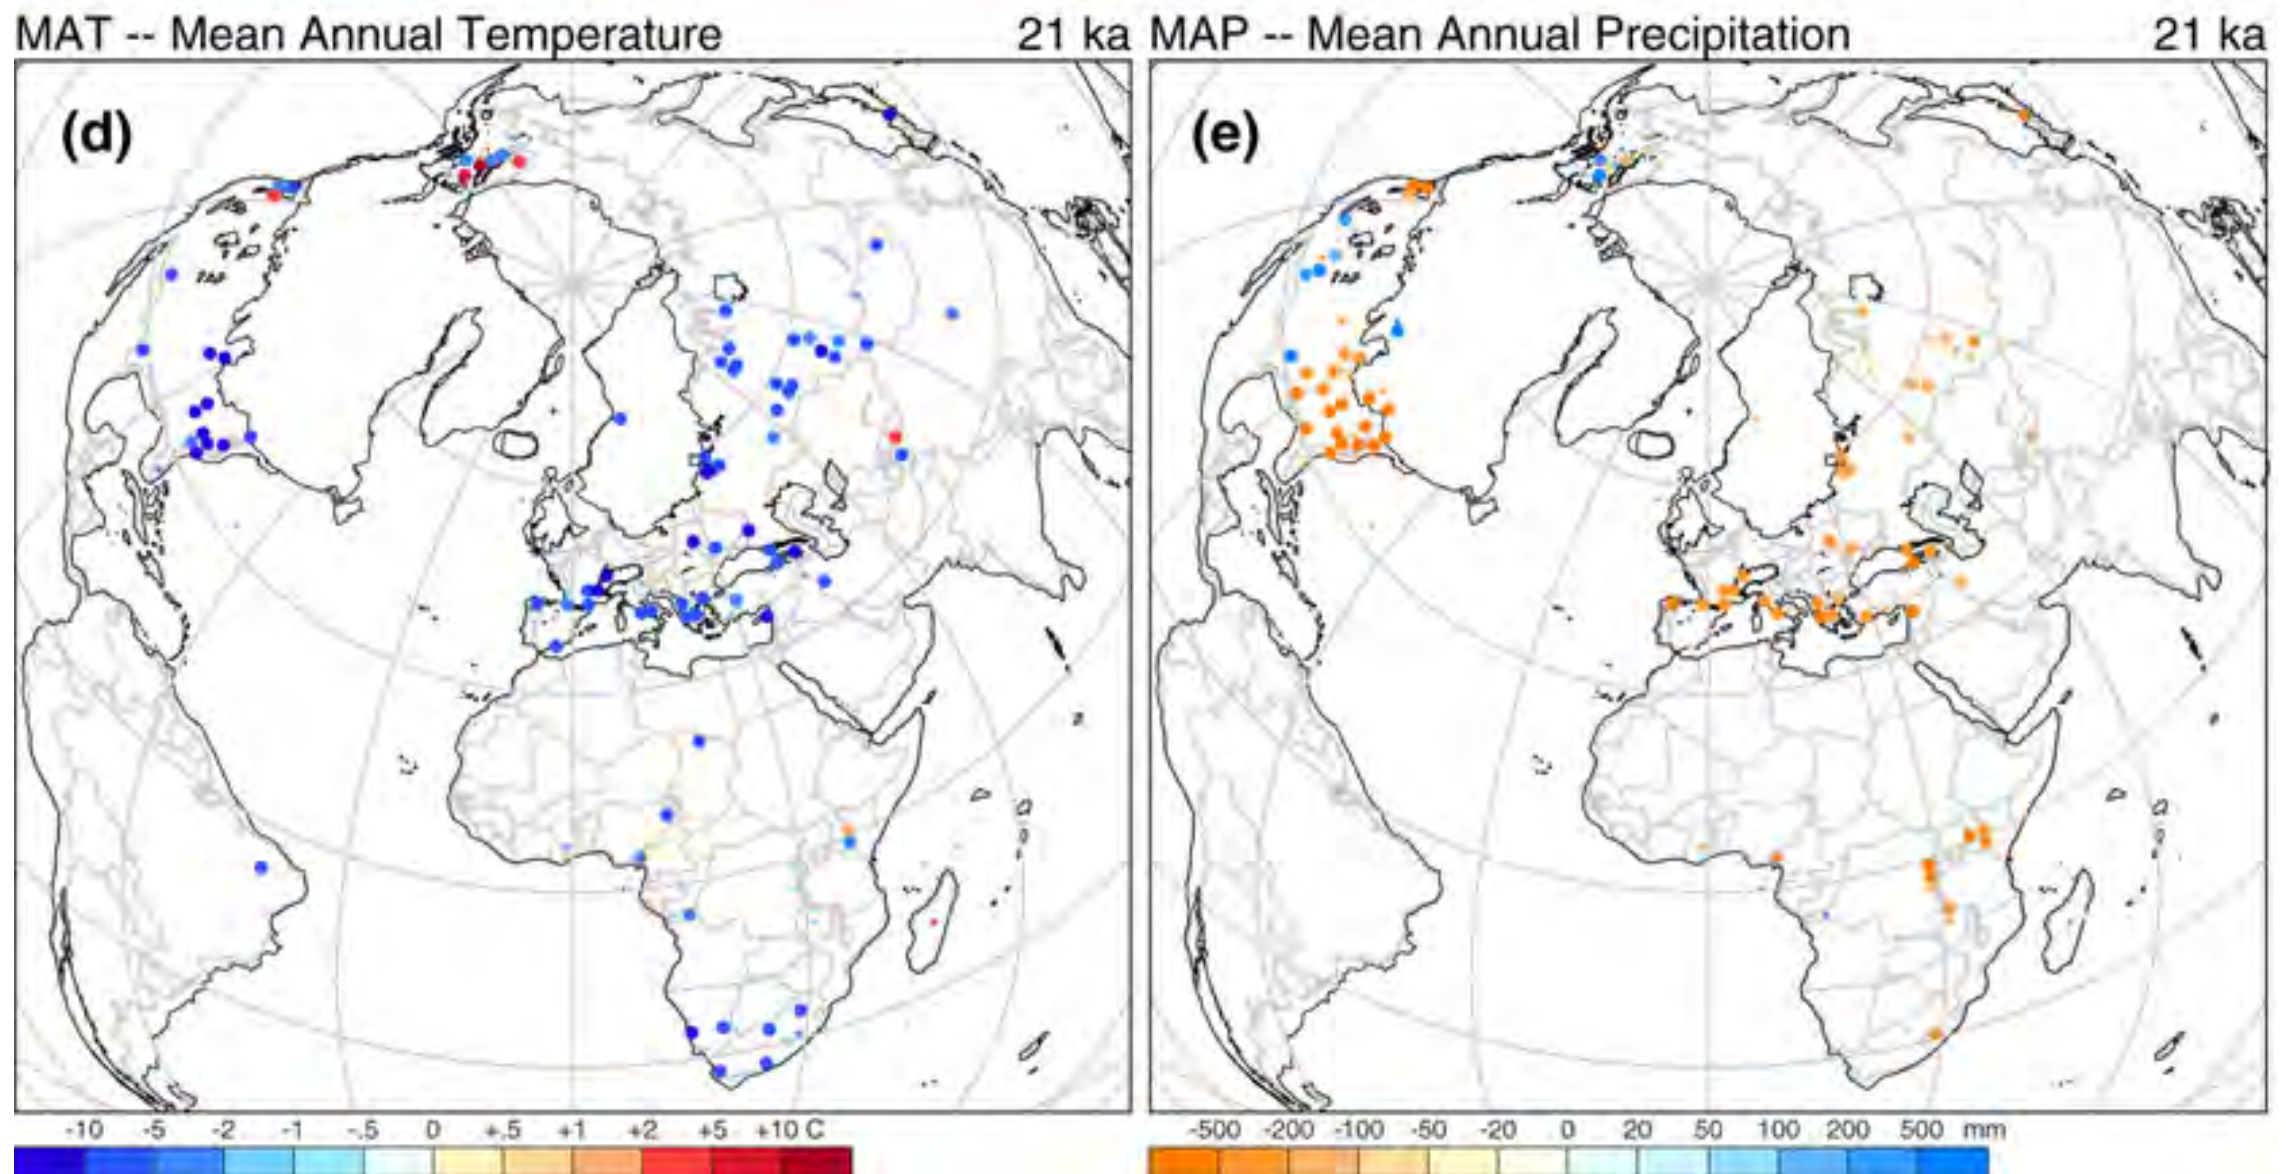 MAT -- Mean Annual Temperature 21 ka
MAP -- Mean Annual Precipitation 21 ka
(d)
(e)
-10 -5 -2 -1 -.5 0 +.5 +1 +2 +5 +10 C
-500 -200 -100 -50 -20 0 20 50 100 200 500 mm